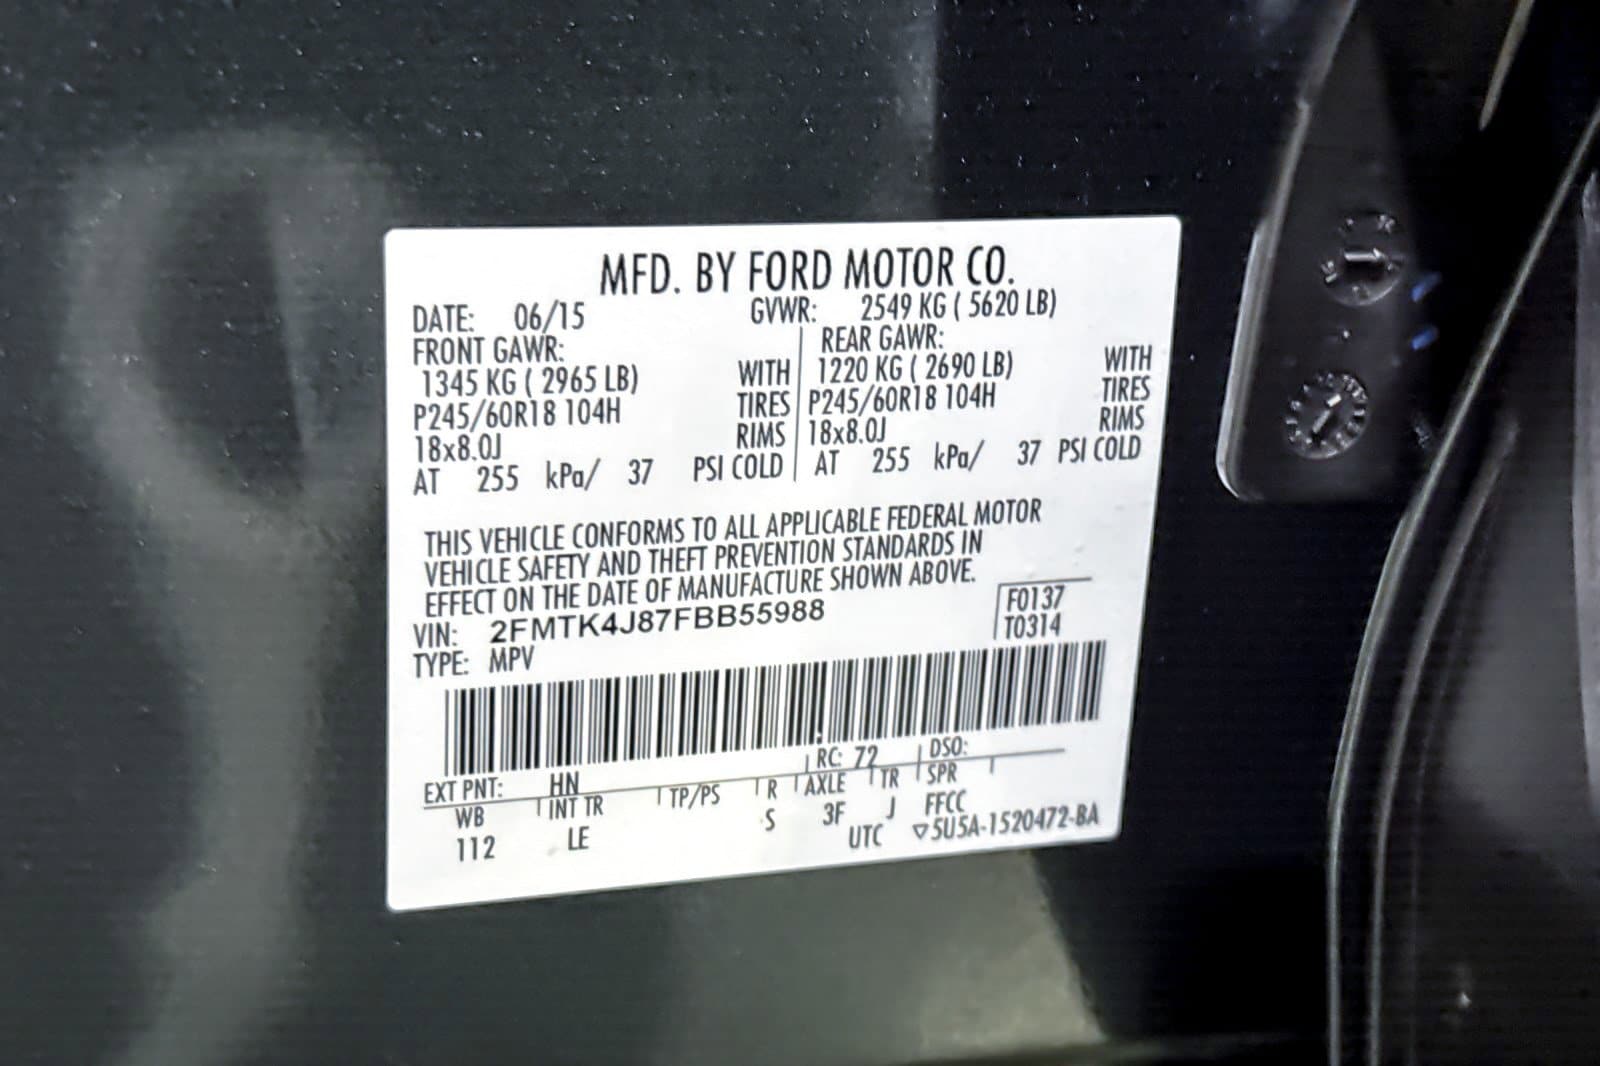 MFD. BY FORD MOTOR CO.
DATE: 06/15 GVWR: 2549 KG ( 5620 LB)
FRONT GAWR: REAR GAWR:
1345 KG ( 2965 LB) WITH 1220 KG ( 2690 LB) WITH
P245/60R18 104H TIRES P245/60R18 104H TIRES
18x8.0J RIMS 18x8.0J RIMS
AT 255 kPa/ 37 PSI COLD AT 255 kPa/ 37 PSI COLD
THIS VEHICLE CONFORMS TO ALL APPLICABLE FEDERAL MOTOR
VEHICLE SAFETY AND THEFT PREVENTION STANDARDS IN
EFFECT ON THE DATE OF MANUFACTURE SHOWN ABOVE.
VIN: 2FMTK4J87FBB55988 F0137
TYPE: MPV T0314
EXT PNT: HN RC: 72 DSO:
WB INT TR TP/PS R AXLE TR SPR
112 LE S 3F J FFCC
UTC ▽5U5A-1520472-BA